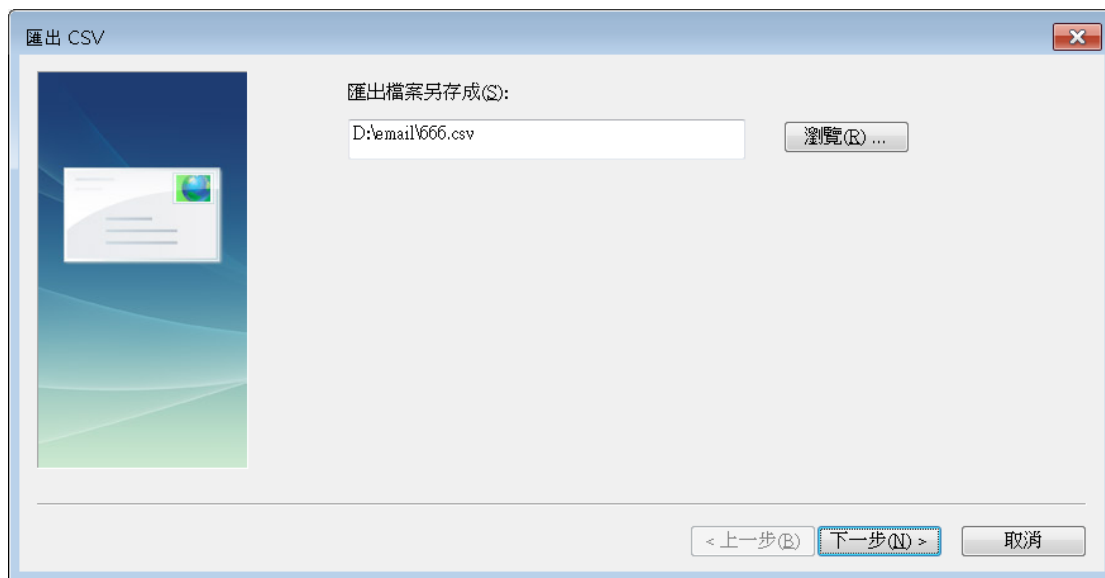 匯出 CSV
匯出檔案另存成(S):
D:\email\666.csv
瀏覽(R) ...
< 上一步(B)
下一步(N) >
取消